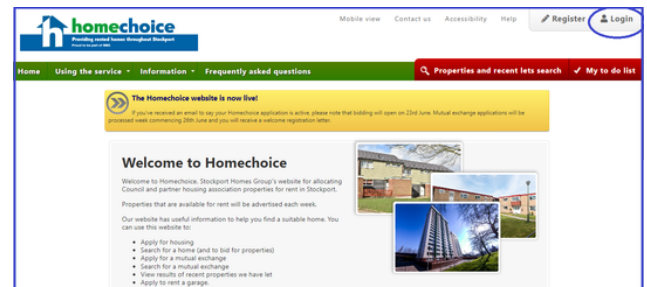 Mobile view Contact us Accessibility Help Register Login
homechoice
Providing rented homes throughout Stockport
Proud to be part of SHG
Home Using the service Information Frequently asked questions Properties and recent lets search My to do list
The Homechoice website is now live!
If you've received an email to say your Homechoice application is active, please note that bidding will open on 23rd June. Mutual exchange applications will be
processed week commencing 26th June and you will receive a welcome registration letter.
Welcome to Homechoice
Welcome to Homechoice, Stockport Homes Group's website for allocating
Council and partner housing association properties for rent in Stockport.
Properties that are available for rent will be advertised each week.
Our website has useful information to help you find a suitable home. You
can use this website to:
• Apply for housing
• Search for a home (and to bid for properties)
• Apply for a mutual exchange
• Search for a mutual exchange
• View results of recent properties we have let
• Apply to rent a garage.